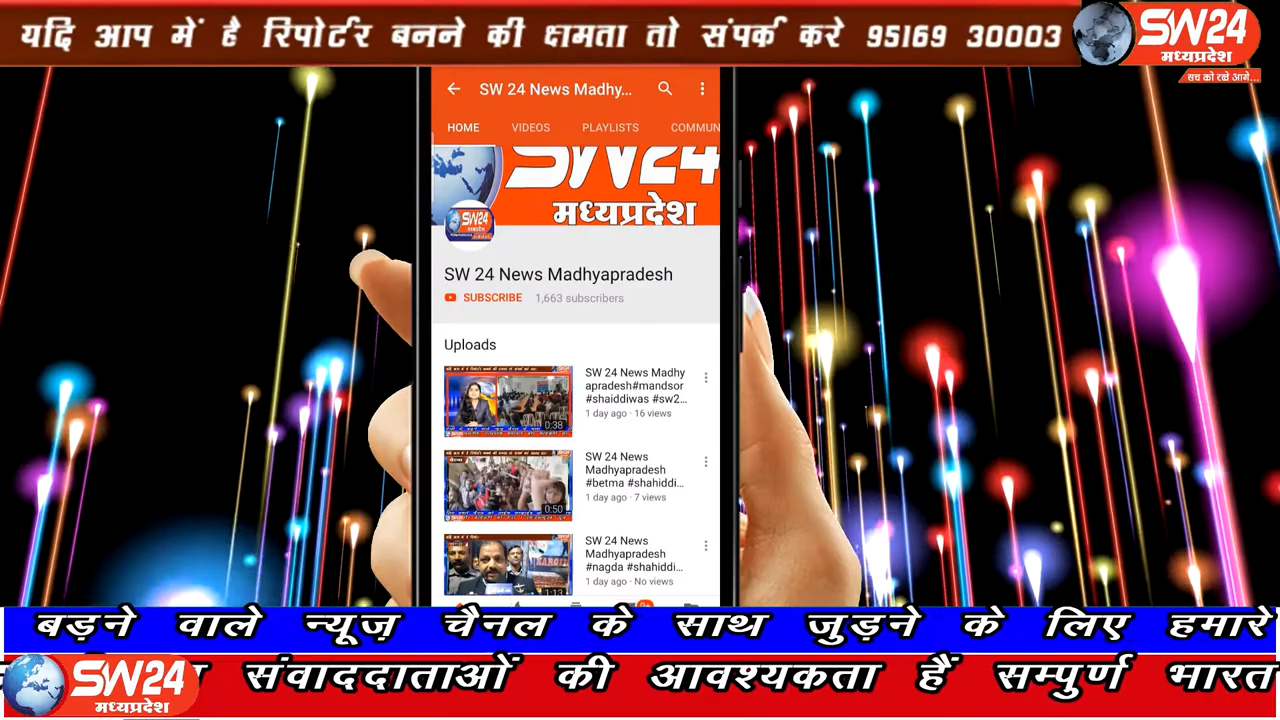 यदि आप में है रिपोर्टर बनने की क्षमता तो संपर्क करे 95169 30003
SW24
मध्यप्रदेश
सच को रखे आगे...
SW 24 News Madhy...
HOME VIDEOS PLAYLISTS COMMUN
SW24
मध्यप्रदेश
SW24
SW 24 News Madhyapradesh
SUBSCRIBE 1,663 subscribers
Uploads
SW 24 News Madhy
apradesh#mandsor
#shaiddiwas #sw2...
1 day ago · 16 views
0:38
SW 24 News
Madhyapradesh
#betma #shahiddi...
1 day ago · 7 views
0:50
SW 24 News
Madhyapradesh
#nagda #shahiddi...
1 day ago · No views
1:13
बड़ने वाले न्यूज़ चैनल के साथ जुड़ने के लिए हमारे
संवाददाताओं की आवश्यकता हैं सम्पुर्ण भारत
SW24
मध्यप्रदेश